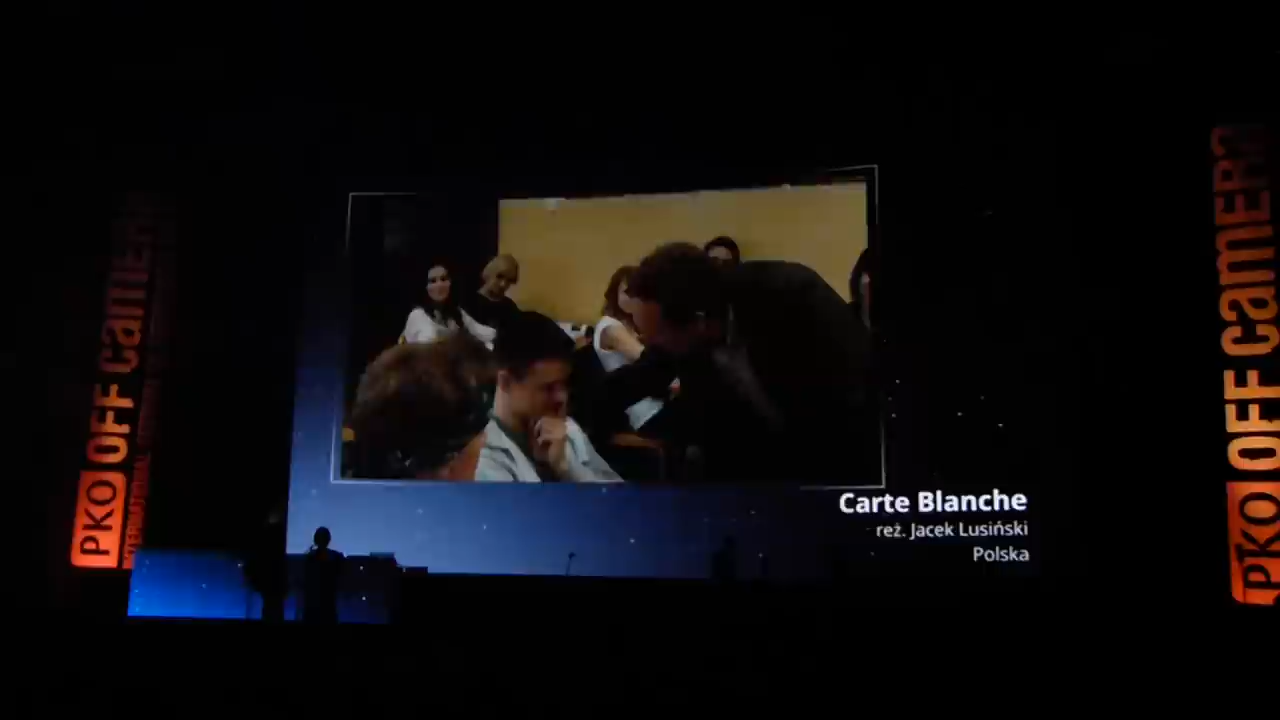 PKO OFF camera
Carte Blanche
reż. Jacek Lusiński
Polska
PKO OFF camera